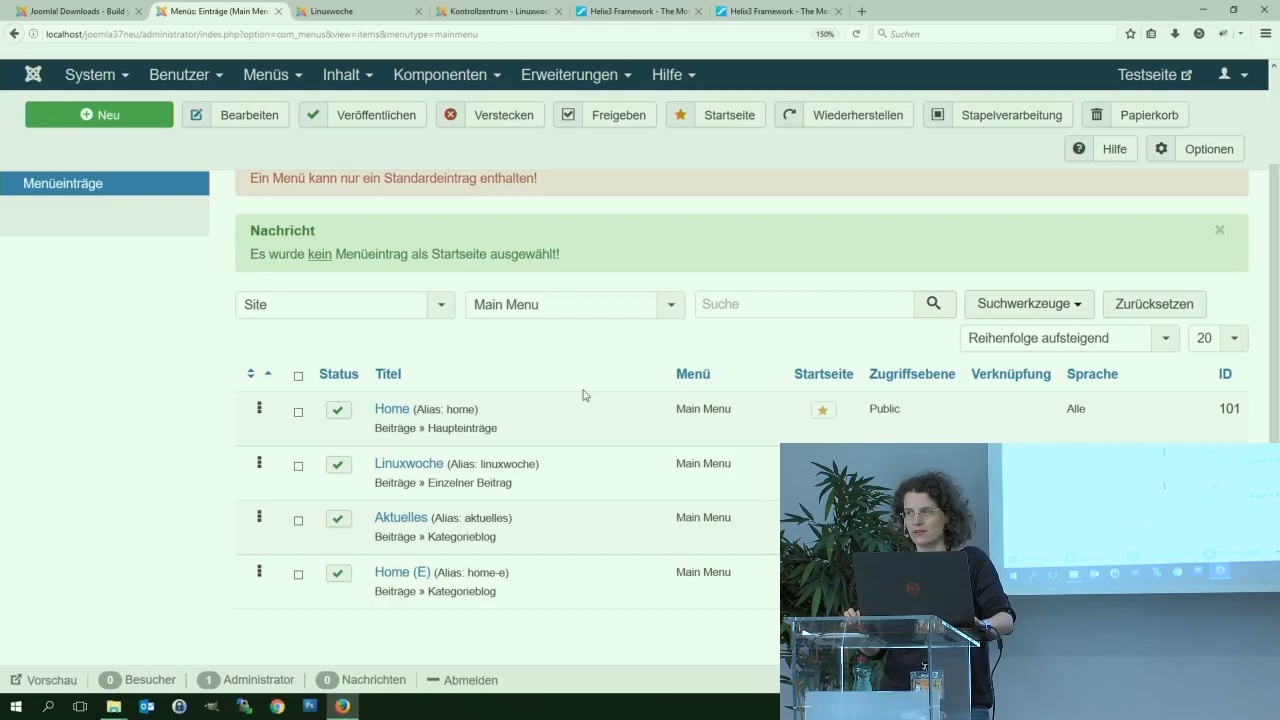 Joomla! Downloads - Build
Menüs: Einträge (Main Men
Linuxwoche
Kontrollzentrum - Linuxwoc
Helix3 Framework - The Mo
Helix3 Framework - The Mo
localhost/joomla37neu/administrator/index.php?option=com_menus&view=items&menutype=mainmenu
150%
Suchen
System
Benutzer
Menüs
Inhalt
Komponenten
Erweiterungen
Hilfe
Testseite
Neu
Bearbeiten
Veröffentlichen
Verstecken
Freigeben
Startseite
Wiederherstellen
Stapelverarbeitung
Papierkorb
Hilfe
Optionen
Menüeinträge
Ein Menü kann nur ein Standardeintrag enthalten!
Nachricht
Es wurde kein Menüeintrag als Startseite ausgewählt!
Site
Main Menu
Suche
Suchwerkzeuge
Zurücksetzen
Reihenfolge aufsteigend
20
Status
Titel
Menü
Startseite
Zugriffsebene
Verknüpfung
Sprache
ID
Home (Alias: home)
Main Menu
Public
Alle
101
Beiträge » Haupteinträge
Linuxwoche (Alias: linuxwoche)
Main Menu
Beiträge » Einzelner Beitrag
Aktuelles (Alias: aktuelles)
Main Menu
Beiträge » Kategorieblog
Home (E) (Alias: home-e)
Main Menu
Beiträge » Kategorieblog
Vorschau
0 Besucher
1 Administrator
0 Nachrichten
Abmelden